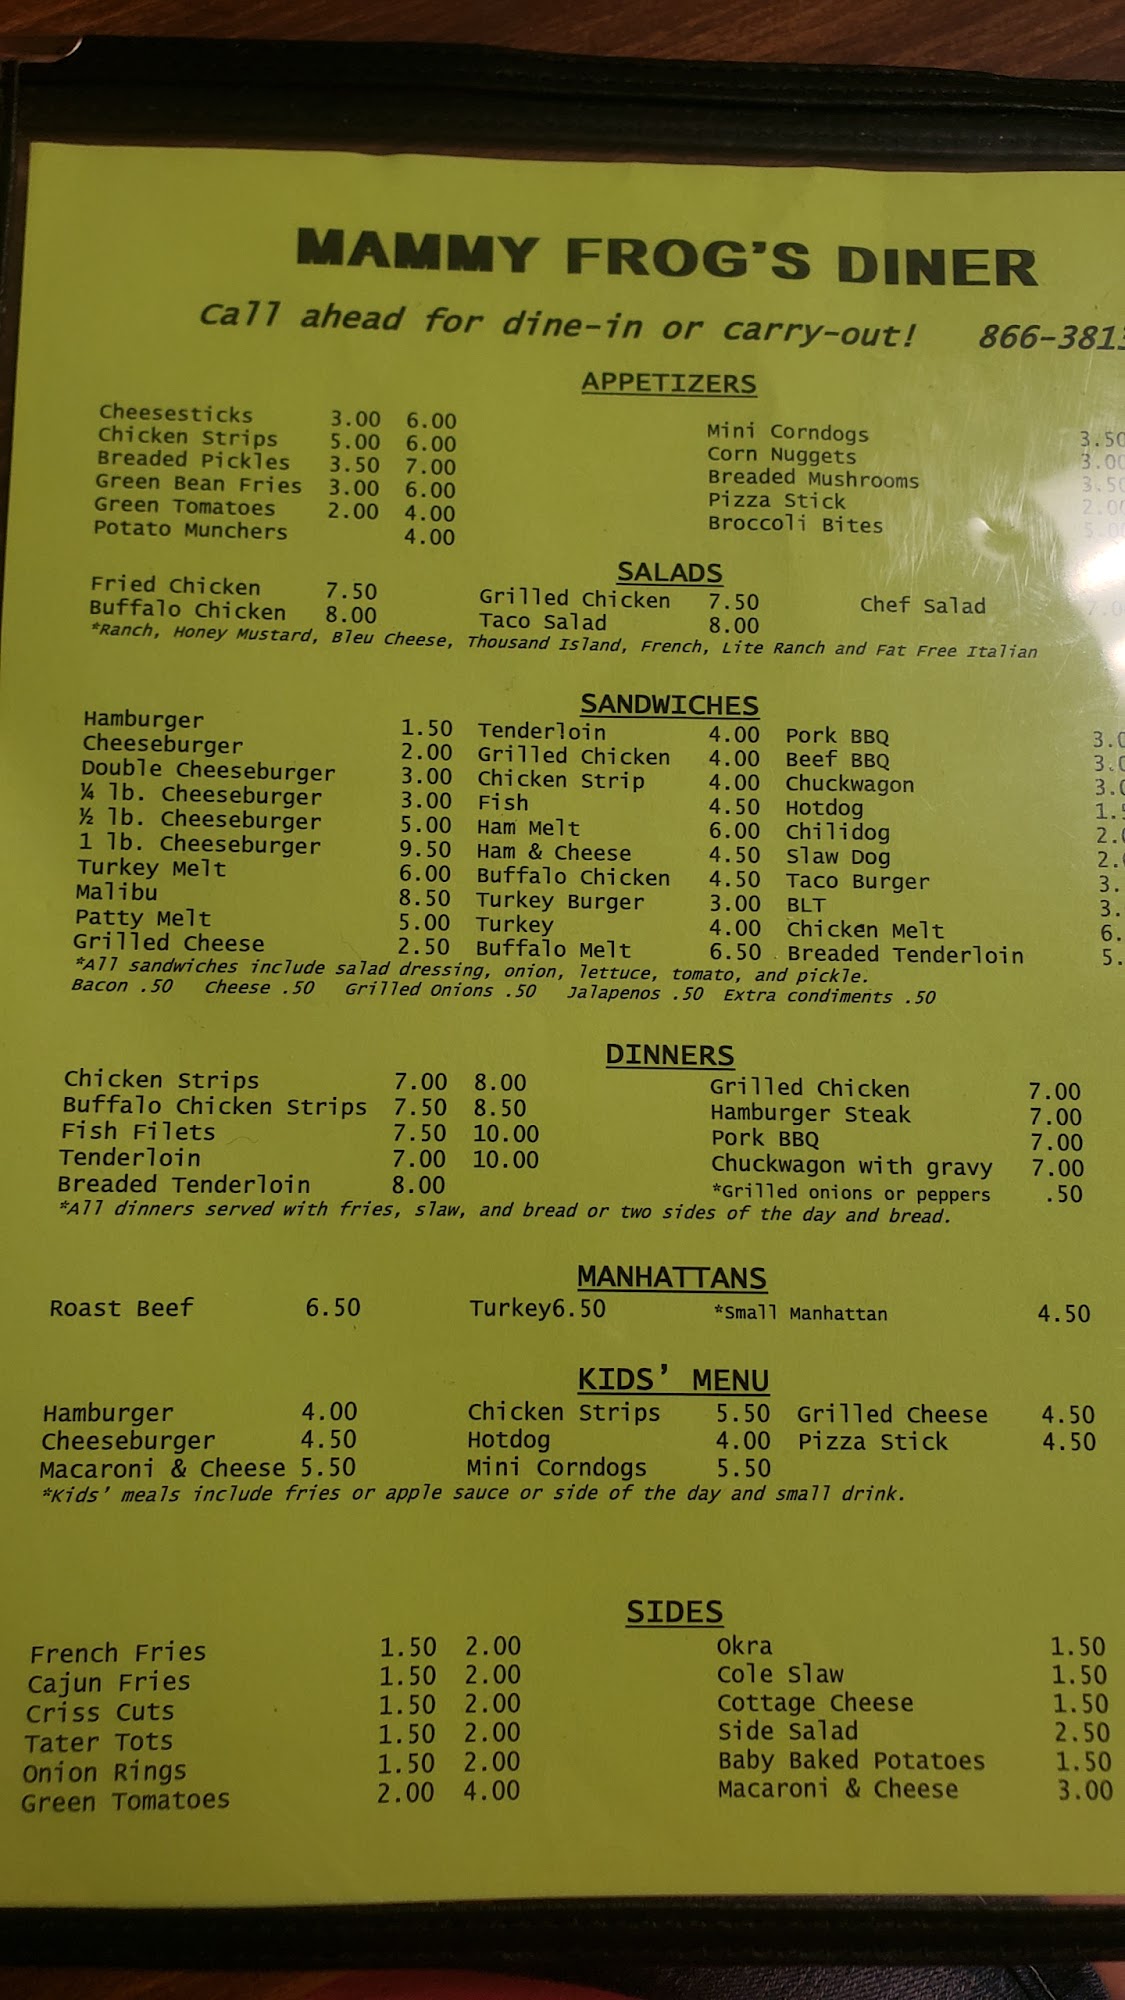 MAMMY FROG'S DINER
Call ahead for dine-in or carry-out! 866-3813
APPETIZERS
Cheesesticks 3.00 6.00 Mini Corndogs 3.50
Chicken Strips 5.00 6.00 Corn Nuggets 3.00
Breaded Pickles 3.50 7.00 Breaded Mushrooms 3.50
Green Bean Fries 3.00 6.00 Pizza Stick 2.00
Green Tomatoes 2.00 4.00 Broccoli Bites 5.00
Potato Munchers 4.00
SALADS
Fried Chicken 7.50 Grilled Chicken 7.50 Chef Salad
Buffalo Chicken 8.00 Taco Salad 8.00
*Ranch, Honey Mustard, Bleu Cheese, Thousand Island, French, Lite Ranch and Fat Free Italian
SANDWICHES
Hamburger 1.50 Tenderloin 4.00 Pork BBQ
Cheeseburger 2.00 Grilled Chicken 4.00 Beef BBQ
Double Cheeseburger 3.00 Chicken Strip 4.00 Chuckwagon
¼ lb. Cheeseburger 3.00 Fish 4.50 Hotdog
½ lb. Cheeseburger 5.00 Ham Melt 6.00 Chilidog
1 lb. Cheeseburger 9.50 Ham & Cheese 4.50 Slaw Dog
Turkey Melt 6.00 Buffalo Chicken 4.50 Taco Burger
Malibu 8.50 Turkey Burger 3.00 BLT
Patty Melt 5.00 Turkey 4.00 Chicken Melt
Grilled Cheese 2.50 Buffalo Melt 6.50 Breaded Tenderloin
*All sandwiches include salad dressing, onion, lettuce, tomato, and pickle.
Bacon .50 Cheese .50 Grilled Onions .50 Jalapenos .50 Extra condiments .50
DINNERS
Chicken Strips 7.00 8.00 Grilled Chicken 7.00
Buffalo Chicken Strips 7.50 8.50 Hamburger Steak 7.00
Fish Filets 7.50 10.00 Pork BBQ 7.00
Tenderloin 7.00 10.00 Chuckwagon with gravy 7.00
Breaded Tenderloin 8.00 *Grilled onions or peppers .50
*All dinners served with fries, slaw, and bread or two sides of the day and bread.
MANHATTANS
Roast Beef 6.50 Turkey6.50 *Small Manhattan 4.50
KIDS' MENU
Hamburger 4.00 Chicken Strips 5.50 Grilled Cheese 4.50
Cheeseburger 4.50 Hotdog 4.00 Pizza Stick 4.50
Macaroni & Cheese 5.50 Mini Corndogs 5.50
*Kids' meals include fries or apple sauce or side of the day and small drink.
SIDES
French Fries 1.50 2.00 Okra 1.50
Cajun Fries 1.50 2.00 Cole Slaw 1.50
Criss Cuts 1.50 2.00 Cottage Cheese 1.50
Tater Tots 1.50 2.00 Side Salad 2.50
Onion Rings 1.50 2.00 Baby Baked Potatoes 1.50
Green Tomatoes 2.00 4.00 Macaroni & Cheese 3.00